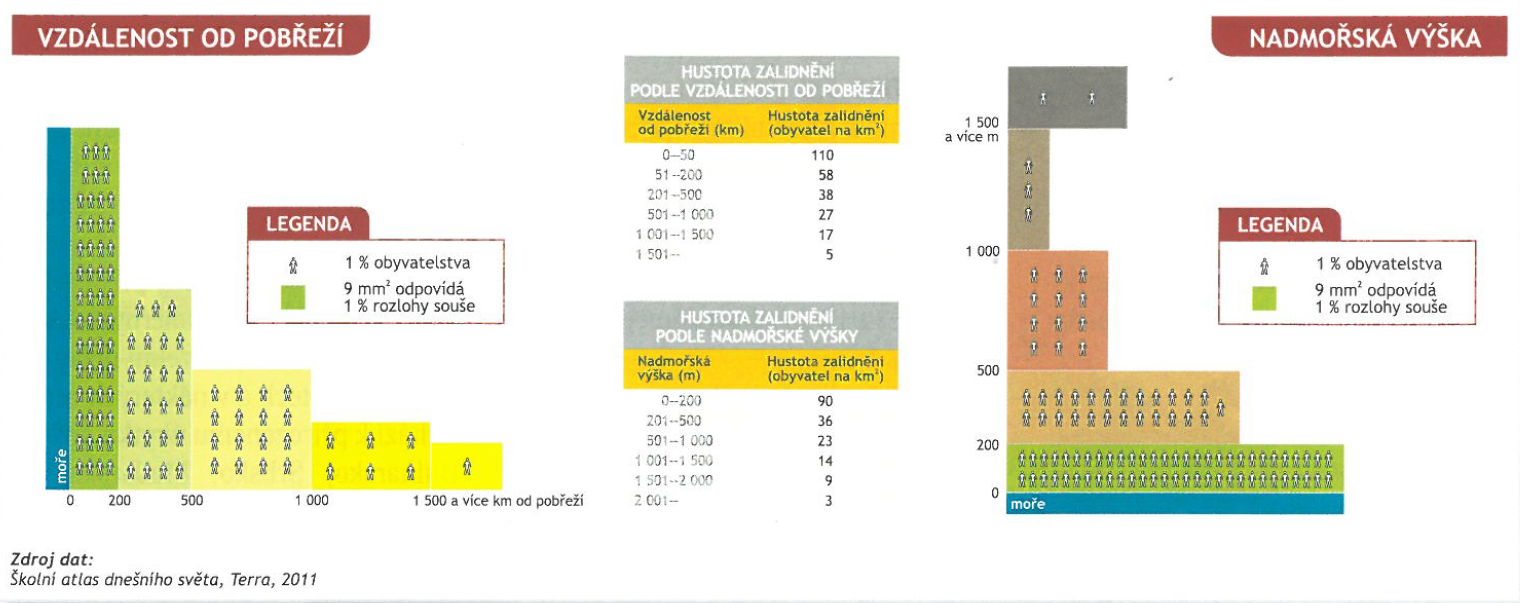 VZDÁLENOST OD POBŘEŽÍ
0
200
500
1 000
1 500 a více km od pobřeží
moře
LEGENDA
1 % obyvatelstva
9 mm² odpovídá
1 % rozlohy souše
HUSTOTA ZALIDNĚNÍ
PODLE VZDÁLENOSTI OD POBŘEŽÍ
Vzdálenost Hustota zalidnění
od pobřeží (km) (obyvatel na km²)
0–50 110
51–200 58
201–500 38
501–1 000 27
1 001–1 500 17
1 501– 5
HUSTOTA ZALIDNĚNÍ
PODLE NADMOŘSKÉ VÝŠKY
Nadmořská Hustota zalidnění
výška (m) (obyvatel na km²)
0–200 90
201–500 36
501–1 000 23
1 001–1 500 14
1 501–2 000 9
2 001– 3
NADMOŘSKÁ VÝŠKA
1 500
a více m
1 000
500
200
0
moře
LEGENDA
1 % obyvatelstva
9 mm² odpovídá
1 % rozlohy souše
Zdroj dat:
Školní atlas dnešního světa, Terra, 2011